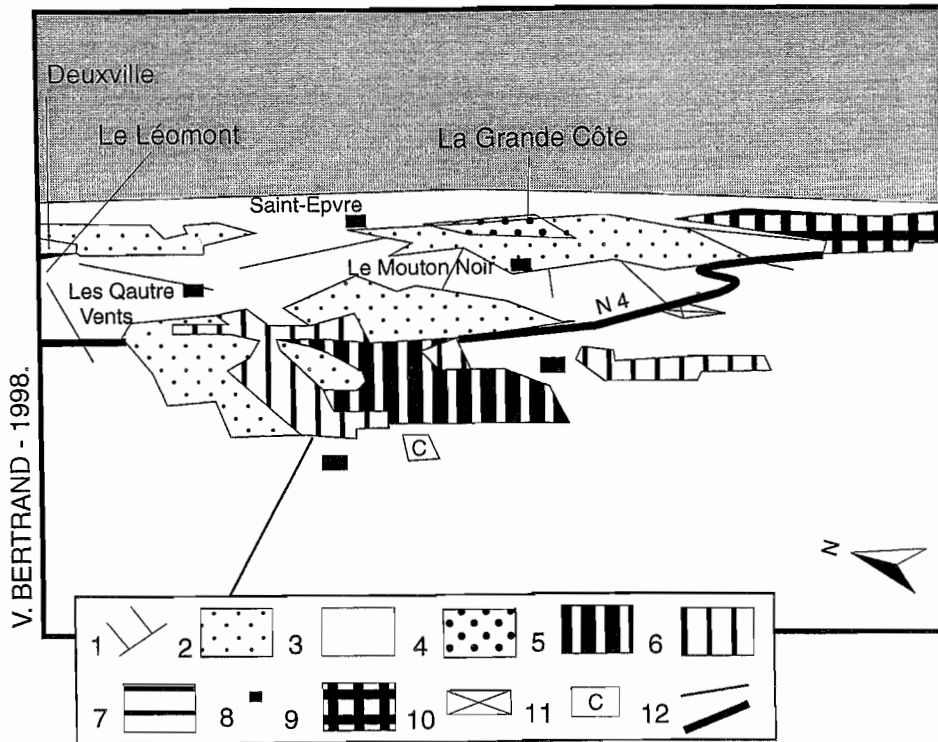 Deuxville
Le Léomont
La Grande Côte
Saint-Epvre
Le Mouton Noir
Les Qautre
Vents
N 4
C
N
V. BERTRAND - 1998.
1 2 3 4 5 6
7 8 9 10 11 C 12